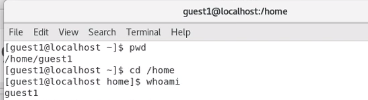 guest1@localhost:/home
File Edit View Search Terminal Help
[guest1@localhost ~]$ pwd
/home/guest1
[guest1@localhost ~]$ cd /home
[guest1@localhost home]$ whoami
guest1